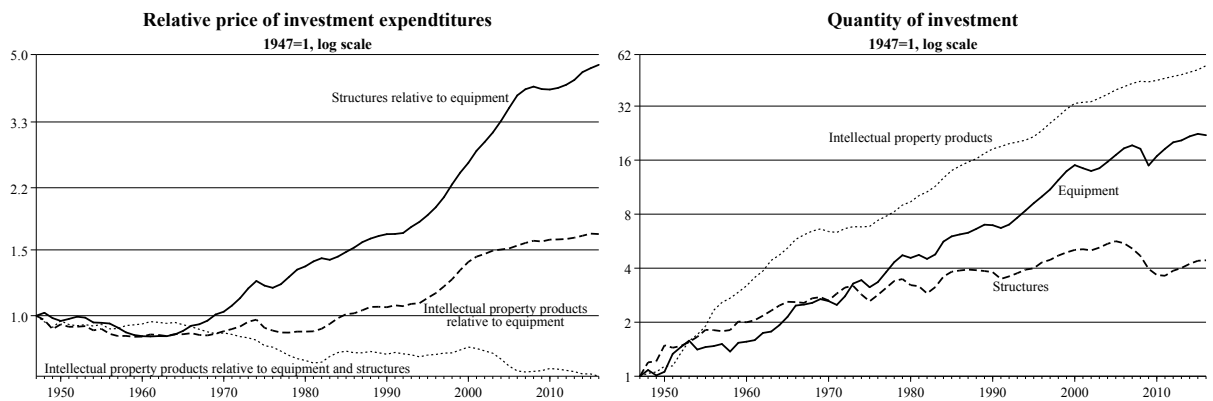 Relative price of investment expendtitures
1947=1, log scale
5.0
3.3
2.2
1.5
1.0
Structures relative to equipment
Intellectual property products
relative to equipment
Intellectual property products relative to equipment and structures
1950 1960 1970 1980 1990 2000 2010
Quantity of investment
1947=1, log scale
62
32
16
8
4
2
1
Intellectual property products
Equipment
Structures
1950 1960 1970 1980 1990 2000 2010